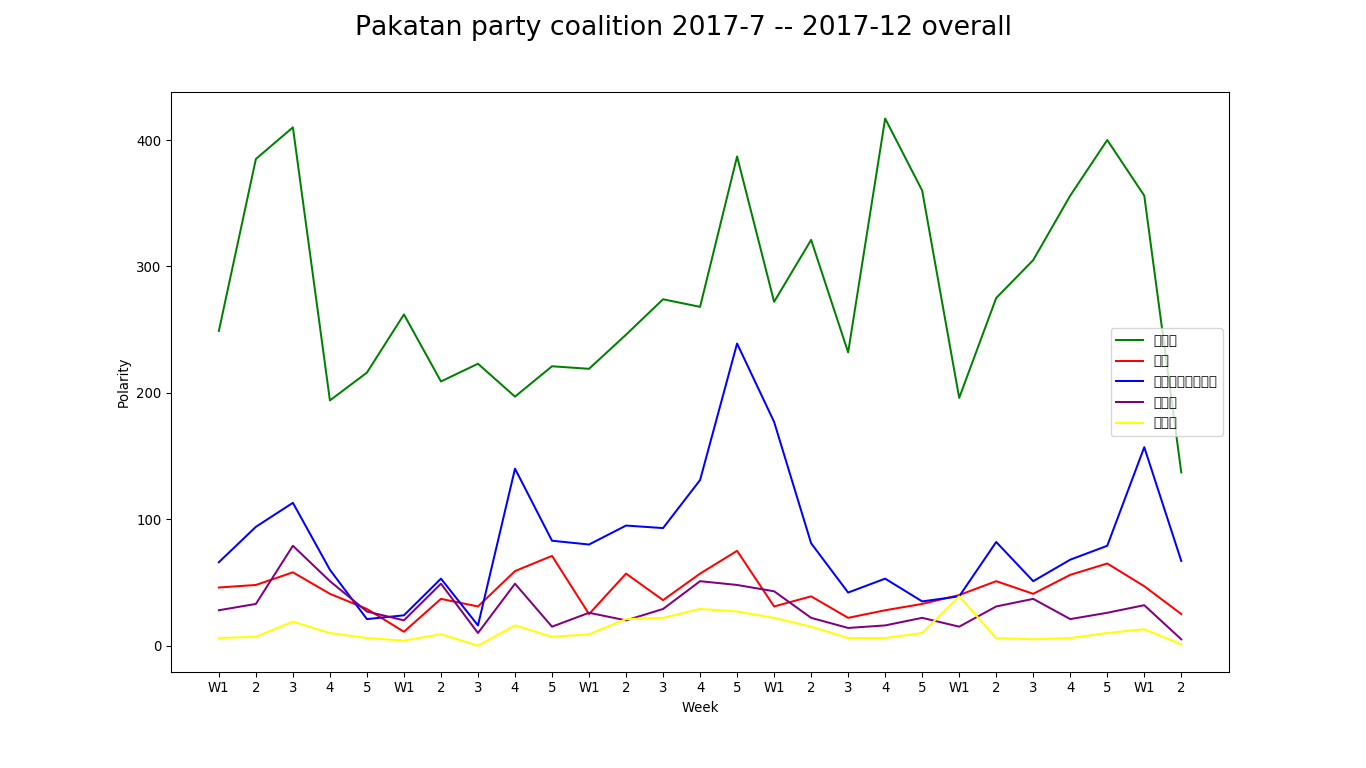 Pakatan party coalition 2017-7 -- 2017-12 overall
400
300
200
100
0
Polarity
W1 2 3 4 5 W1 2 3 4 5 W1 2 3 4 5 W1 2 3 4 5 W1 2 3 4 5 W1 2
Week